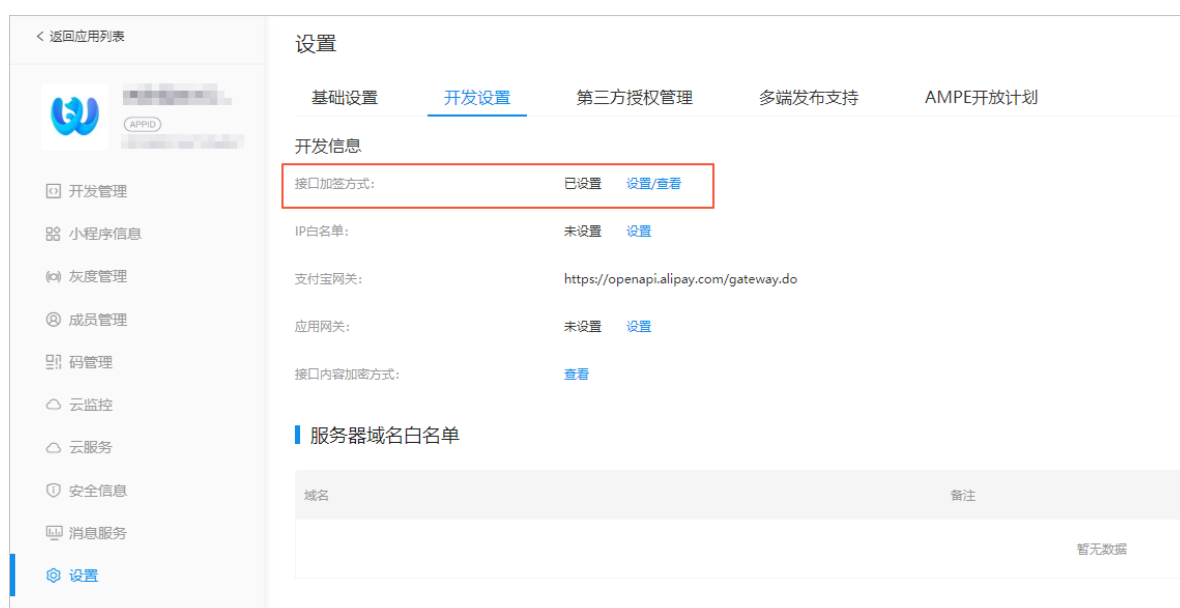 < 返回应用列表
APPID
开发管理
小程序信息
灰度管理
成员管理
码管理
云监控
云服务
安全信息
消息服务
设置
设置
基础设置 开发设置 第三方授权管理 多端发布支持 AMPE开放计划
开发信息
接口加签方式: 已设置 设置/查看
IP白名单: 未设置 设置
支付宝网关: https://openapi.alipay.com/gateway.do
应用网关: 未设置 设置
接口内容加密方式: 查看
服务器域名白名单
域名 备注
暂无数据